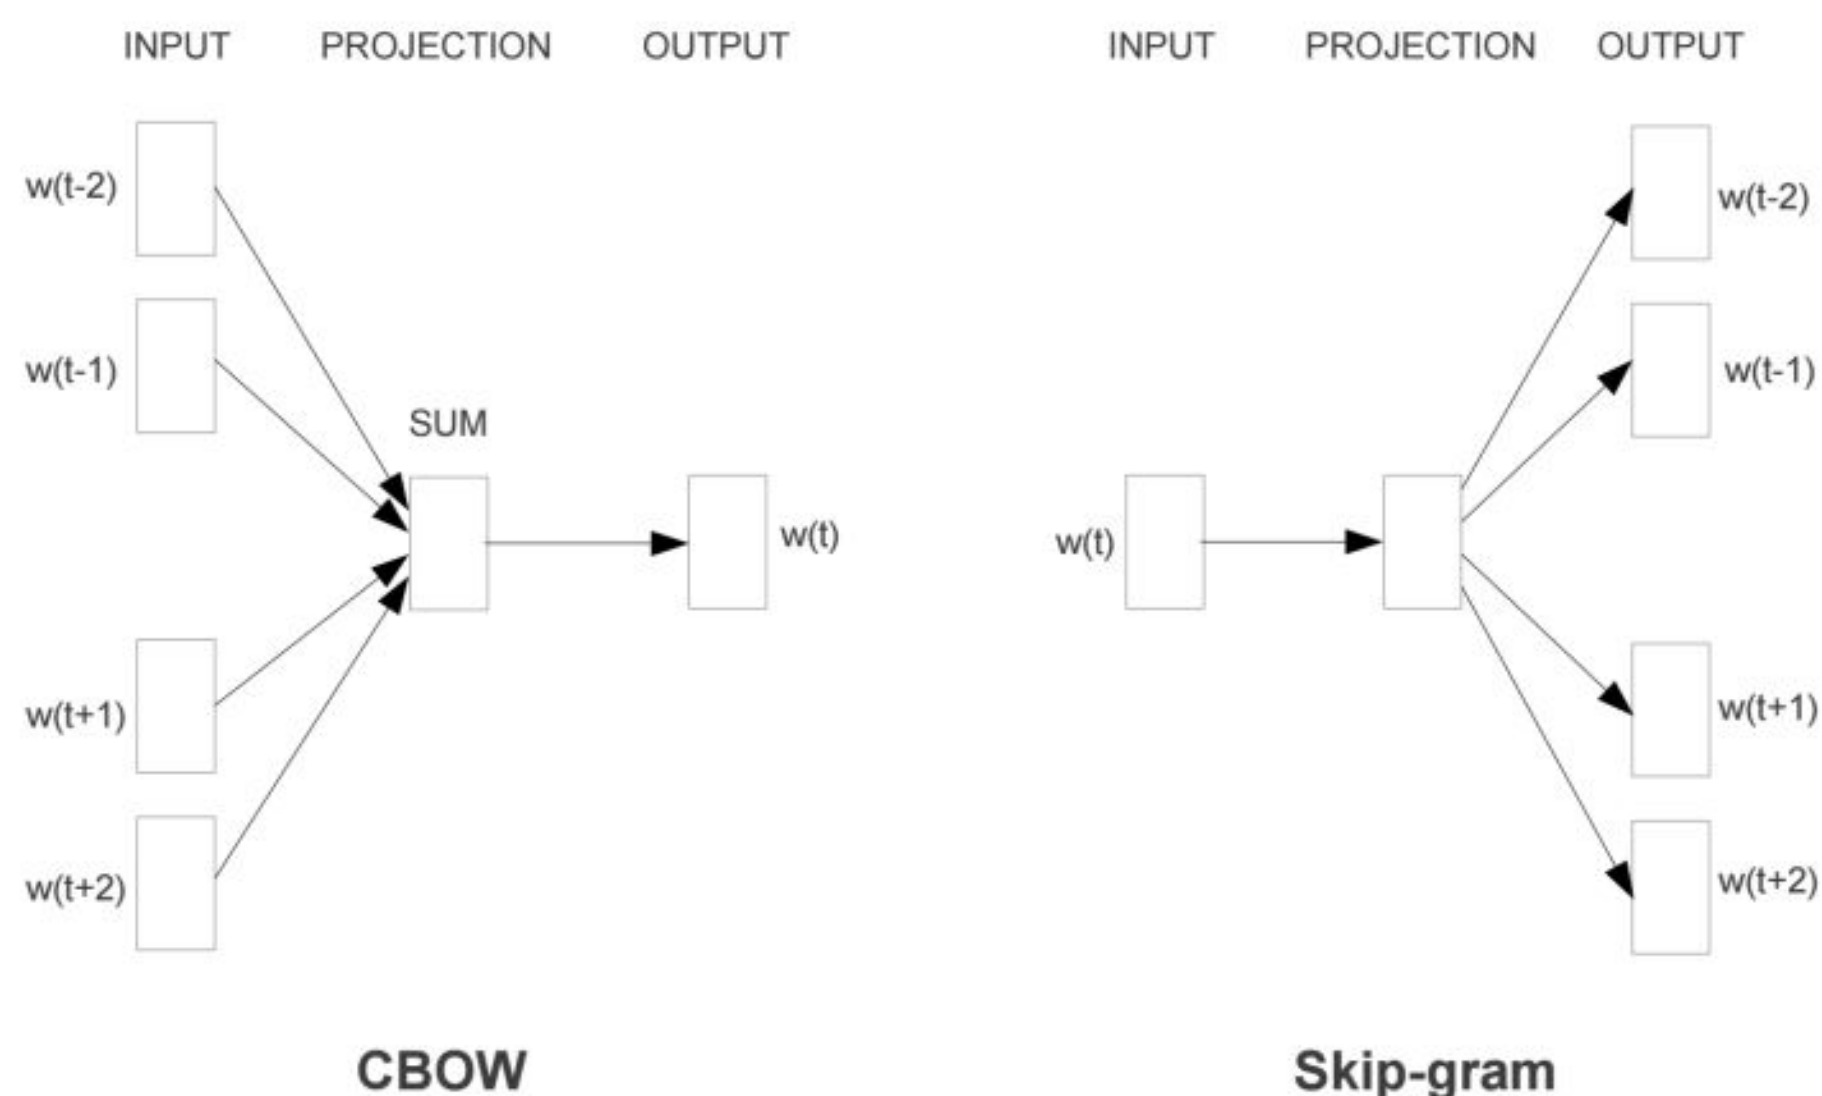 INPUT PROJECTION OUTPUT
w(t-2)
w(t-1)
SUM
w(t)
w(t+1)
w(t+2)
CBOW
INPUT PROJECTION OUTPUT
w(t-2)
w(t-1)
w(t)
w(t+1)
w(t+2)
Skip-gram